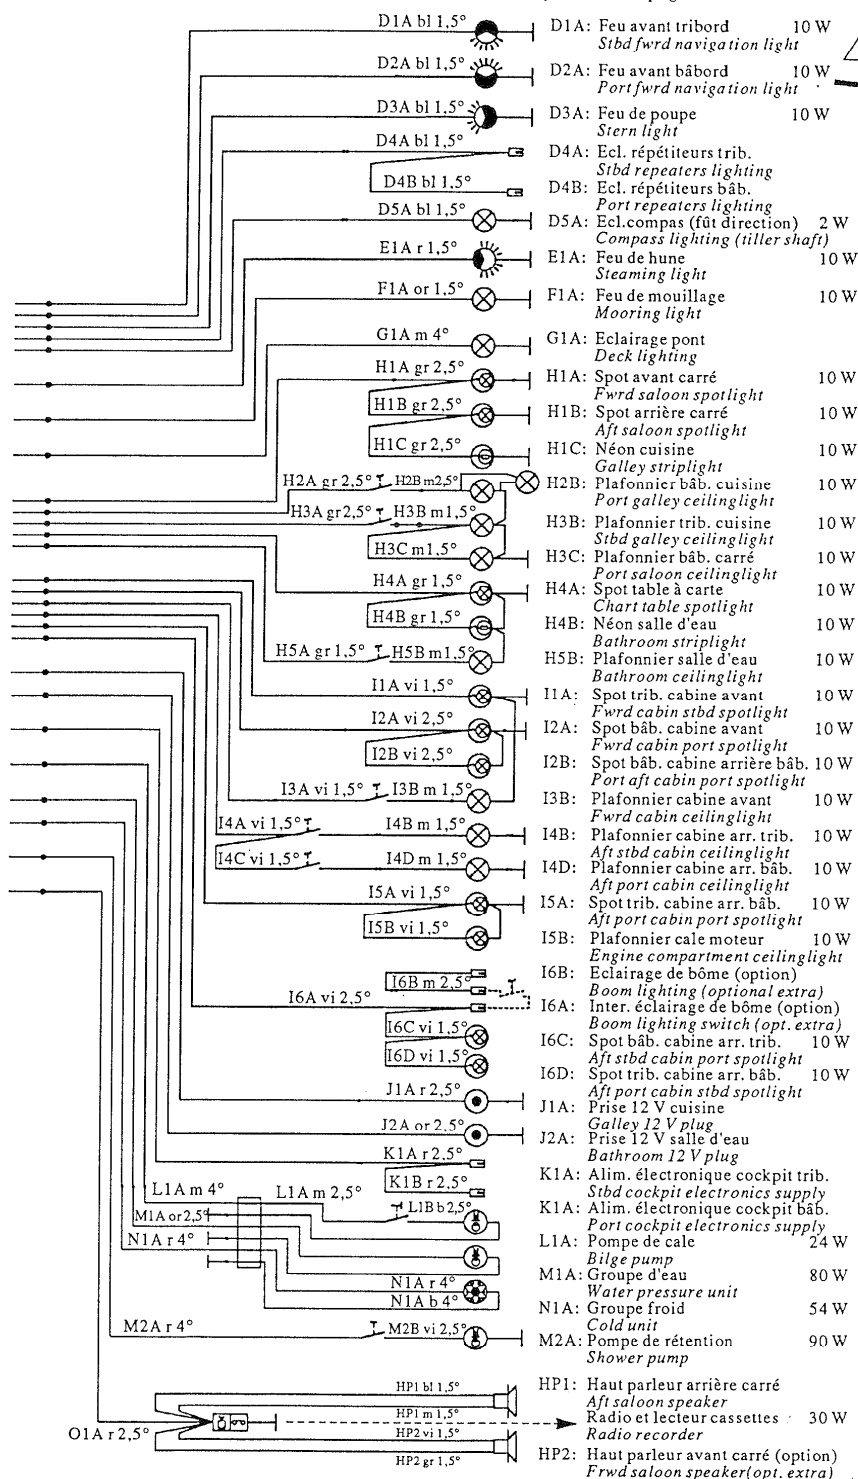 D1A bl 1,5° D1A: Feu avant tribord 10 W
Stbd fwrd navigation light
D2A bl 1,5° D2A: Feu avant bâbord 10 W
Port fwrd navigation light
D3A bl 1,5° D3A: Feu de poupe 10 W
Stern light
D4A bl 1,5° D4A: Ecl. répétiteurs trib.
Stbd repeaters lighting
D4B bl 1,5° D4B: Ecl. répétiteurs bâb.
Port repeaters lighting
D5A bl 1,5° D5A: Ecl.compas (fût direction) 2 W
Compass lighting (tiller shaft)
E1A r 1,5° E1A: Feu de hune 10 W
Steaming light
F1A or 1,5° F1A: Feu de mouillage 10 W
Mooring light
G1A m 4° G1A: Eclairage pont
Deck lighting
H1A gr 2,5° H1A: Spot avant carré 10 W
Fwrd saloon spotlight
H1B gr 2,5° H1B: Spot arrière carré 10 W
Aft saloon spotlight
H1C gr 2,5° H1C: Néon cuisine 10 W
Galley striplight
H2A gr 2,5° H2B m2,5° H2B: Plafonnier bâb. cuisine 10 W
Port galley ceilinglight
H3A gr2,5° H3B m1,5° H3B: Plafonnier trib. cuisine 10 W
Stbd galley ceilinglight
H3C m1,5° H3C: Plafonnier bâb. carré 10 W
Port saloon ceilinglight
H4A gr 1,5° H4A: Spot table à carte 10 W
Chart table spotlight
H4B gr 1,5° H4B: Néon salle d'eau 10 W
Bathroom striplight
H5A gr 1,5° H5B m1,5° H5B: Plafonnier salle d'eau 10 W
Bathroom ceilinglight
I1A vi 1,5° I1A: Spot trib. cabine avant 10 W
Fwrd cabin stbd spotlight
I2A vi 2,5° I2A: Spot bâb. cabine avant 10 W
Fwrd cabin port spotlight
I2B vi 2,5° I2B: Spot bâb. cabine arrière bâb. 10 W
Port aft cabin port spotlight
I3A vi 1,5° I3B m 1,5° I3B: Plafonnier cabine avant 10 W
Fwrd cabin ceilinglight
I4A vi 1,5° I4B m 1,5° I4B: Plafonnier cabine arr. trib. 10 W
Aft stbd cabin ceilinglight
I4C vi 1,5° I4D m 1,5° I4D: Plafonnier cabine arr. bâb. 10 W
Aft port cabin ceilinglight
I5A vi 1,5° I5A: Spot trib. cabine arr. bâb. 10 W
Aft port cabin port spotlight
I5B vi 1,5° I5B: Plafonnier cale moteur 10 W
Engine compartment ceilinglight
I6B m 2,5° I6B: Eclairage de bôme (option)
Boom lighting (optional extra)
I6A vi 2,5° I6A: Inter. éclairage de bôme (option)
Boom lighting switch (opt. extra)
I6C vi 1,5° I6C: Spot bâb. cabine arr. trib. 10 W
Aft stbd cabin port spotlight
I6D vi 1,5° I6D: Spot trib. cabine arr. bâb. 10 W
Aft port cabin stbd spotlight
J1A r 2,5° J1A: Prise 12 V cuisine
Galley 12 V plug
J2A or 2,5° J2A: Prise 12 V salle d'eau
Bathroom 12 V plug
K1A r 2,5° K1A: Alim. électronique cockpit trib.
Stbd cockpit electronics supply
K1B r 2,5° K1A: Alim. électronique cockpit bâb.
Port cockpit electronics supply
L1A m 4° L1A m 2,5° L1B b2,5° L1A: Pompe de cale 24 W
Bilge pump
M1A or2,5° M1A: Groupe d'eau 80 W
Water pressure unit
N1A r 4° N1A r 4° N1A: Groupe froid 54 W
N1A b 4° Cold unit
M2A r 4° M2B vi 2,5° M2A: Pompe de rétention 90 W
Shower pump
HP1 bl 1,5° HP1: Haut parleur arrière carré
Aft saloon speaker
HP1 m 1,5° Radio et lecteur cassettes 30 W
O1A r 2,5° HP2 vi 1,5° Radio recorder
HP2 gr 1,5° HP2: Haut parleur avant carré (option)
Frwd saloon speaker(opt. extra)